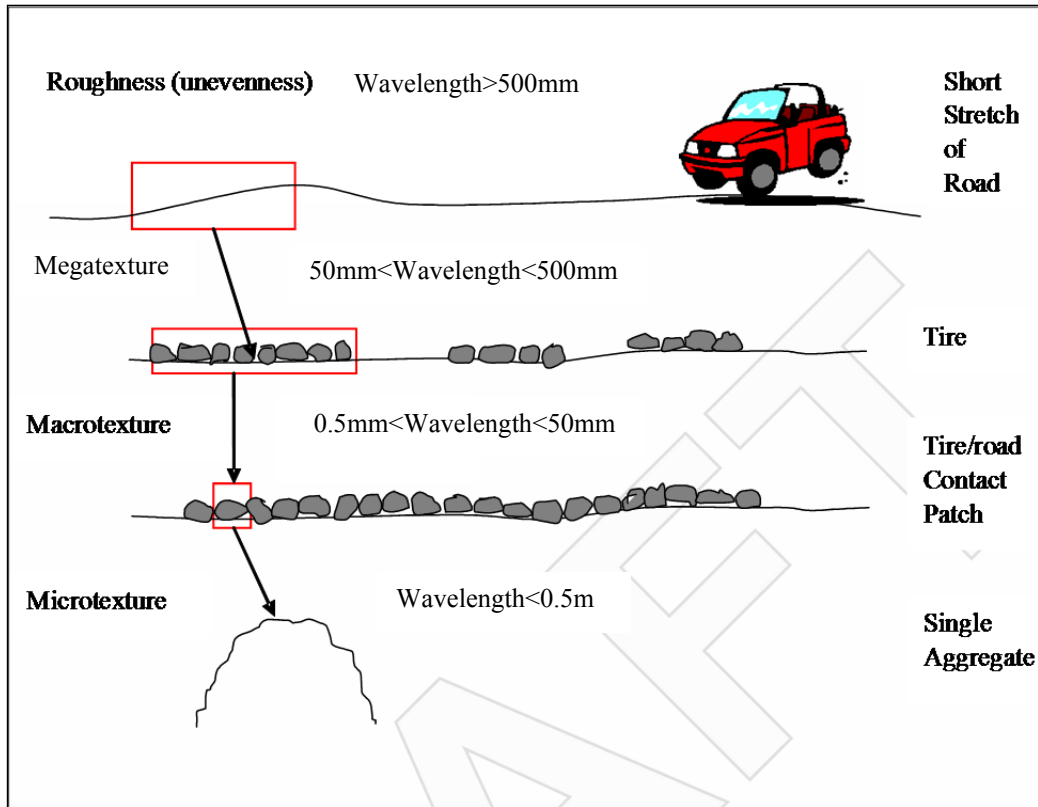 Roughness (unevenness) Wavelength>500mm
Short
Stretch
of
Road
Megatexture 50mm<Wavelength<500mm
Tire
Macrotexture 0.5mm<Wavelength<50mm
Tire/road
Contact
Patch
Microtexture Wavelength<0.5m
Single
Aggregate